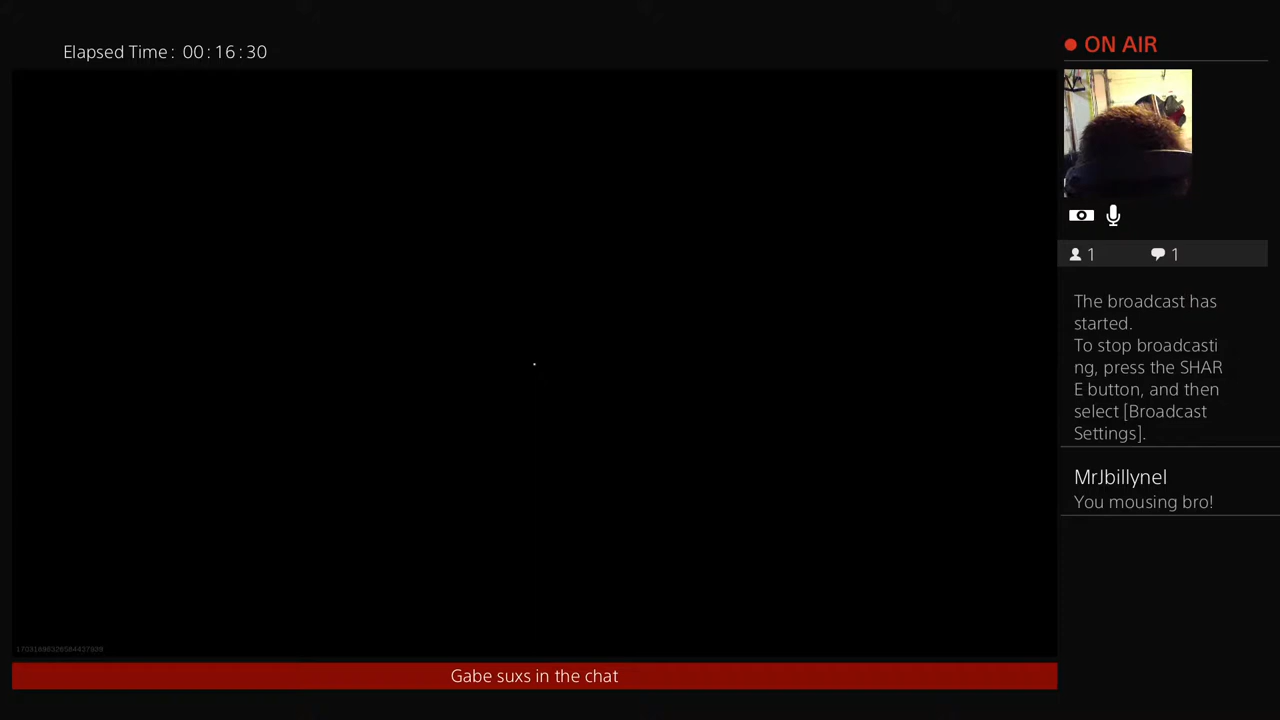 Elapsed Time: 00:16:30
ON AIR
1 1
The broadcast has
started.
To stop broadcasti
ng, press the SHAR
E button, and then
select [Broadcast
Settings].
MrJbillynel
You mousing bro!
Gabe suxs in the chat